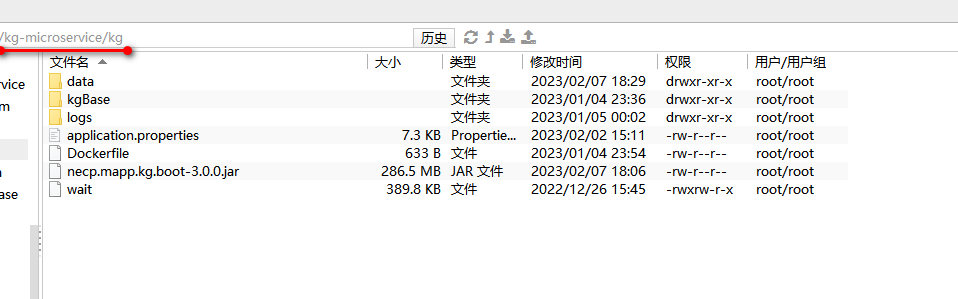 /kg-microservice/kg 历史
文件名 大小 类型 修改时间 权限 用户/用户组
data 文件夹 2023/02/07 18:29 drwxr-xr-x root/root
kgBase 文件夹 2023/01/04 23:36 drwxr-xr-x root/root
logs 文件夹 2023/01/05 00:02 drwxr-xr-x root/root
application.properties 7.3 KB Propertie... 2023/02/02 15:11 -rw-r--r-- root/root
Dockerfile 633 B 文件 2023/01/04 23:54 -rw-r--r-- root/root
necp.mapp.kg.boot-3.0.0.jar 286.5 MB JAR 文件 2023/02/07 18:06 -rw-r--r-- root/root
wait 389.8 KB 文件 2022/12/26 15:45 -rwxrw-r-x root/root
rvice
m
ase